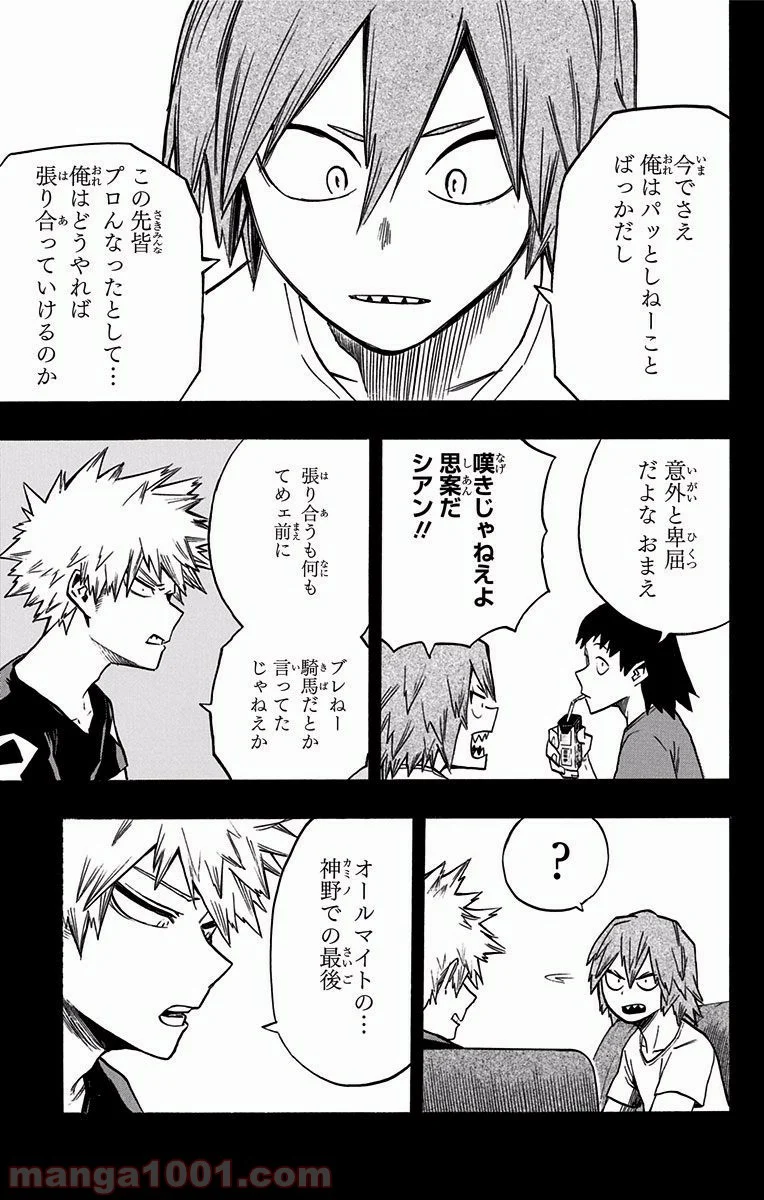 今でさえ
俺はパッとしねーこと
ばっかだし
この先皆
プロんなったとして…
俺はどうやれば
張り合っていけるのか
意外と卑屈
だよな おまえ
嘆きじゃねえよ
思案だ
シアン!!
張り合うも何も
てめェ前に
ブレねー
騎馬だとか
言ってた
じゃねえか
?
オールマイトの…
神野での最後
manga1001.com